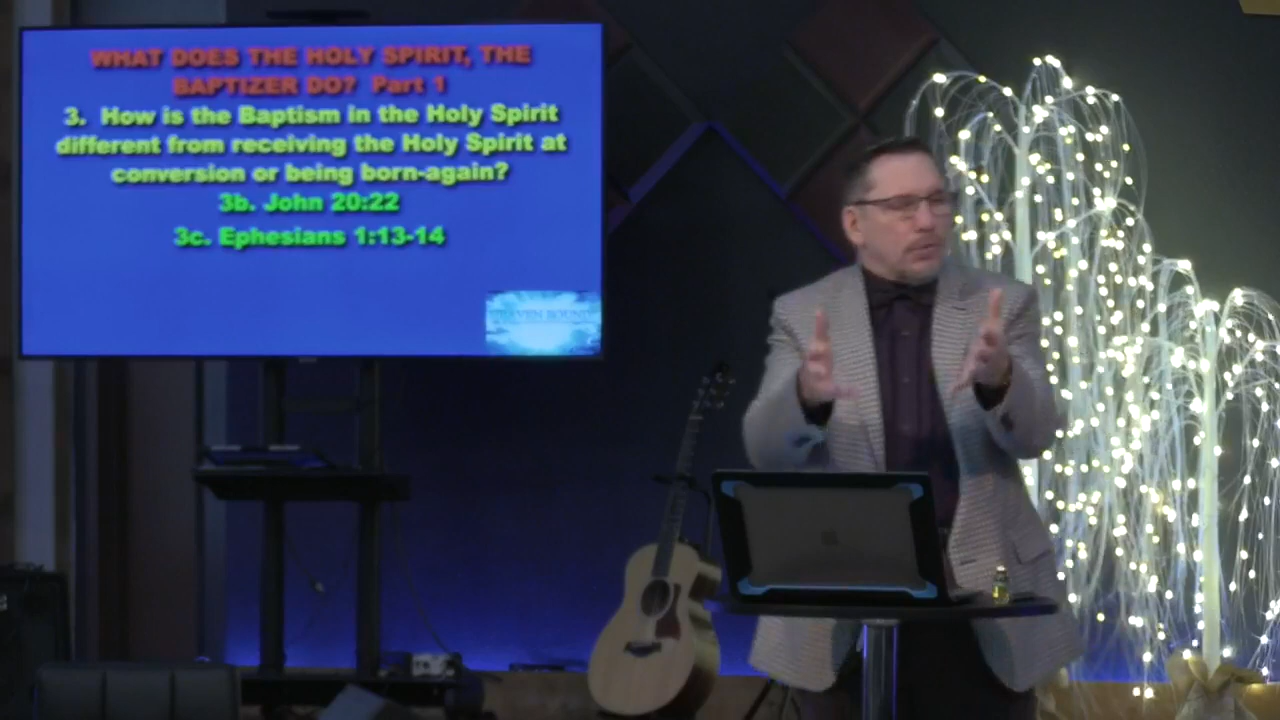 WHAT DOES THE HOLY SPIRIT, THE
BAPTIZER DO? Part 1
3. How is the Baptism in the Holy Spirit
different from receiving the Holy Spirit at
conversion or being born-again?
3b. John 20:22
3c. Ephesians 1:13-14
HEAVEN BOUND